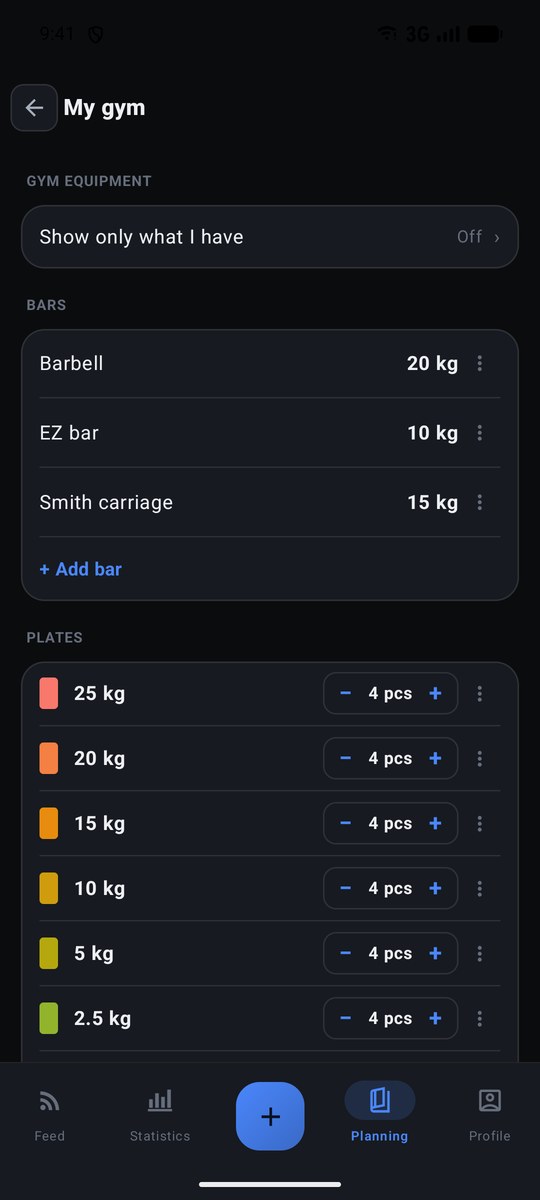 9:41
3G
My gym
GYM EQUIPMENT
Show only what I have Off ›
BARS
Barbell 20 kg
EZ bar 10 kg
Smith carriage 15 kg
+ Add bar
PLATES
25 kg − 4 pcs +
20 kg − 4 pcs +
15 kg − 4 pcs +
10 kg − 4 pcs +
5 kg − 4 pcs +
2.5 kg − 4 pcs +
Feed Statistics + Planning Profile